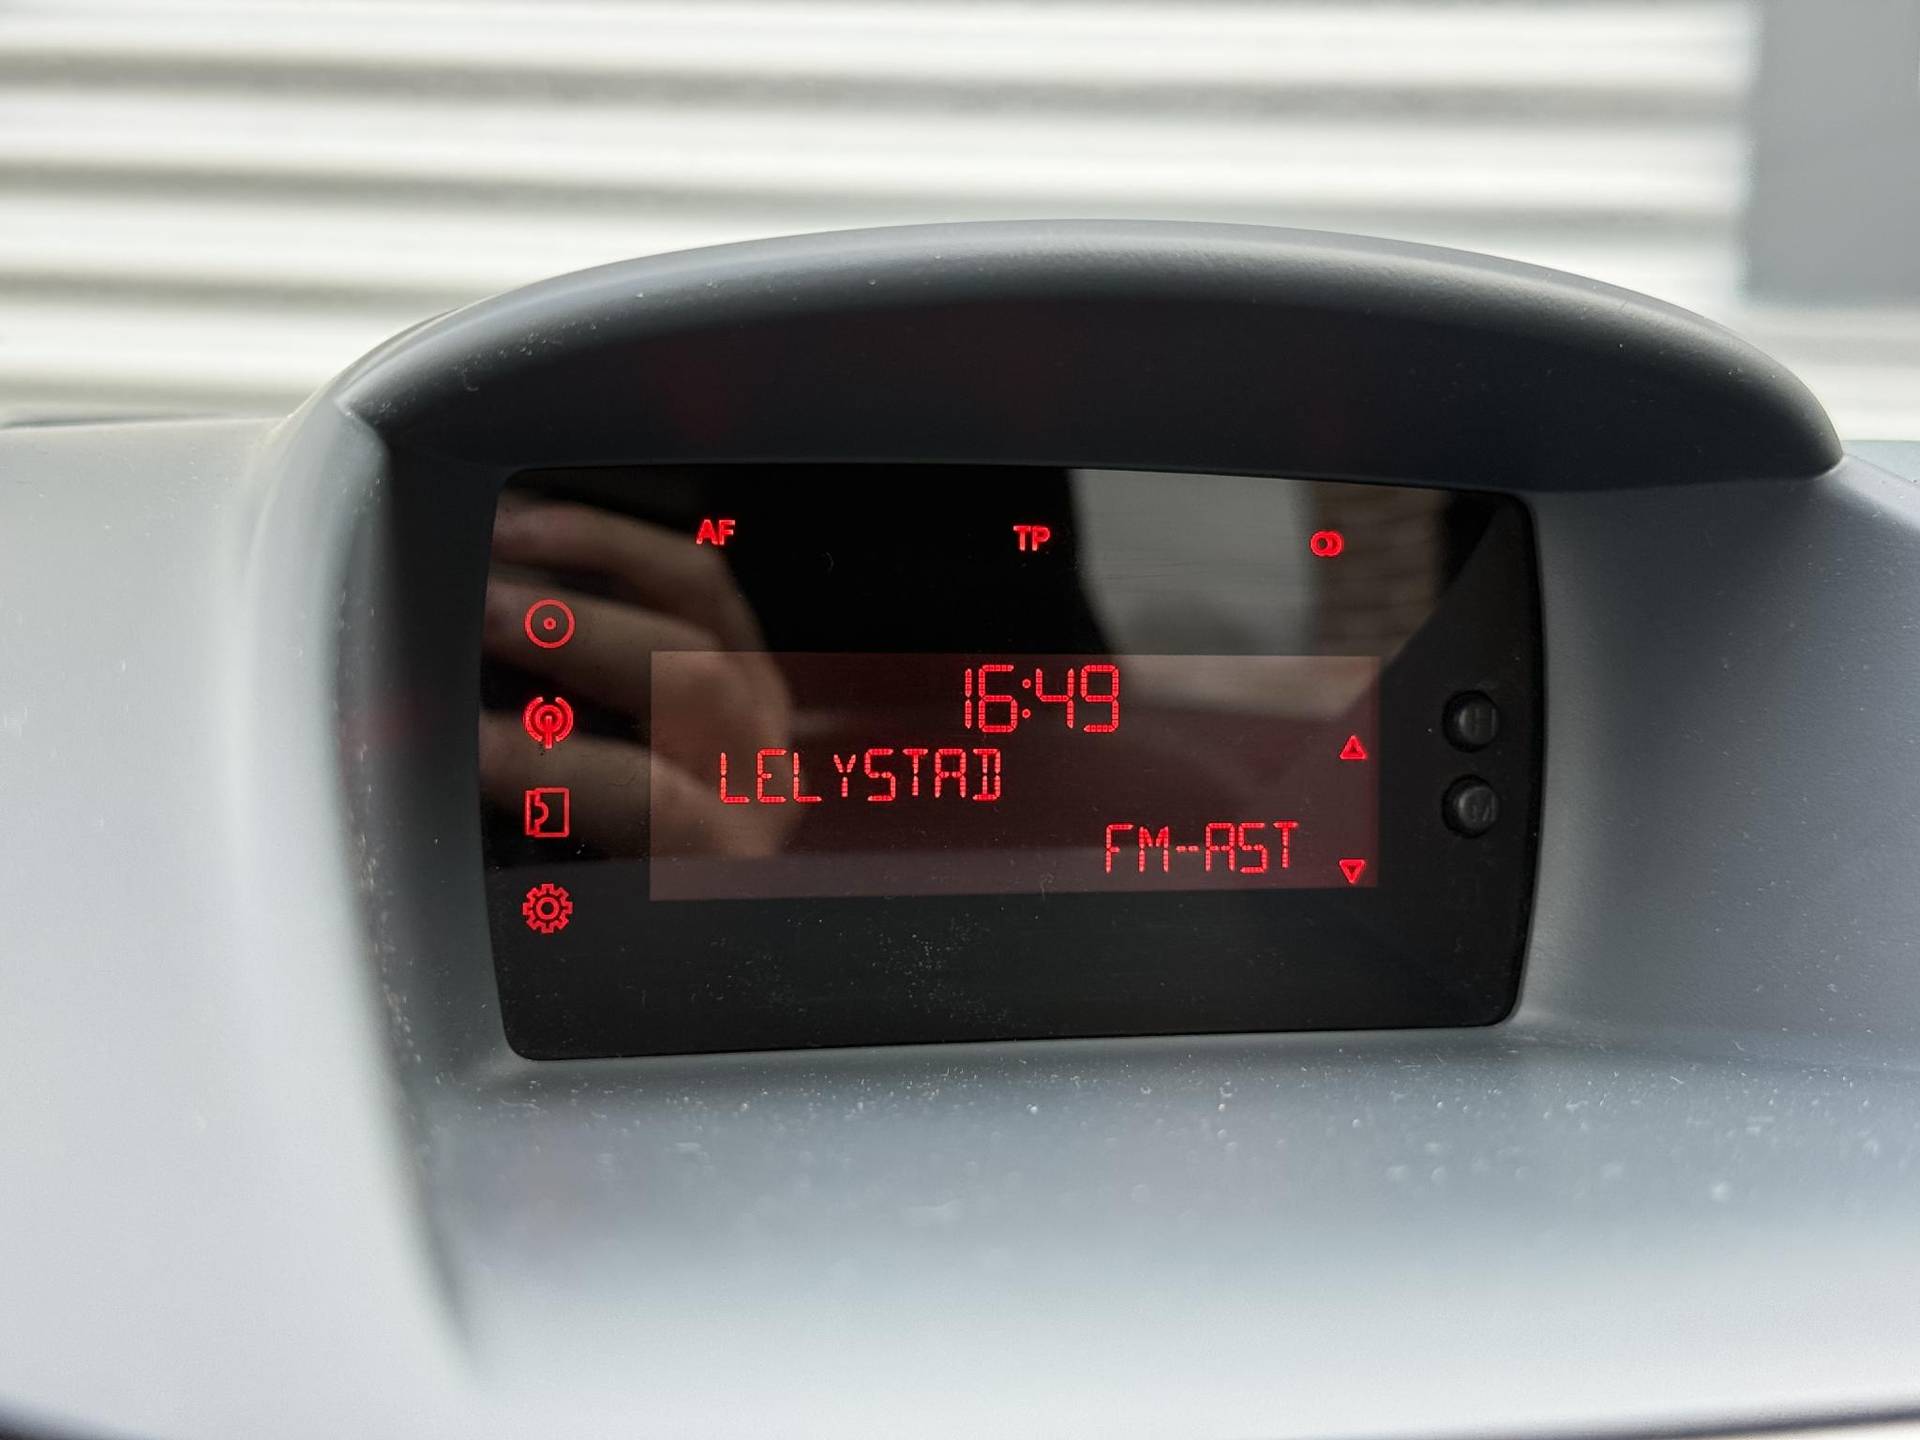 AF TP
16:49
LELYSTAD
FM-AST
H
M